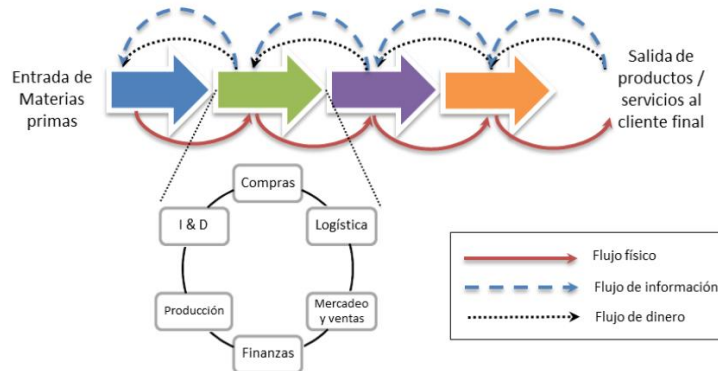 Entrada de
Materias
primas
Salida de
productos /
servicios al
cliente final
Compras
I & D
Logística
Producción
Mercadeo
y ventas
Finanzas
Flujo físico
Flujo de información
Flujo de dinero